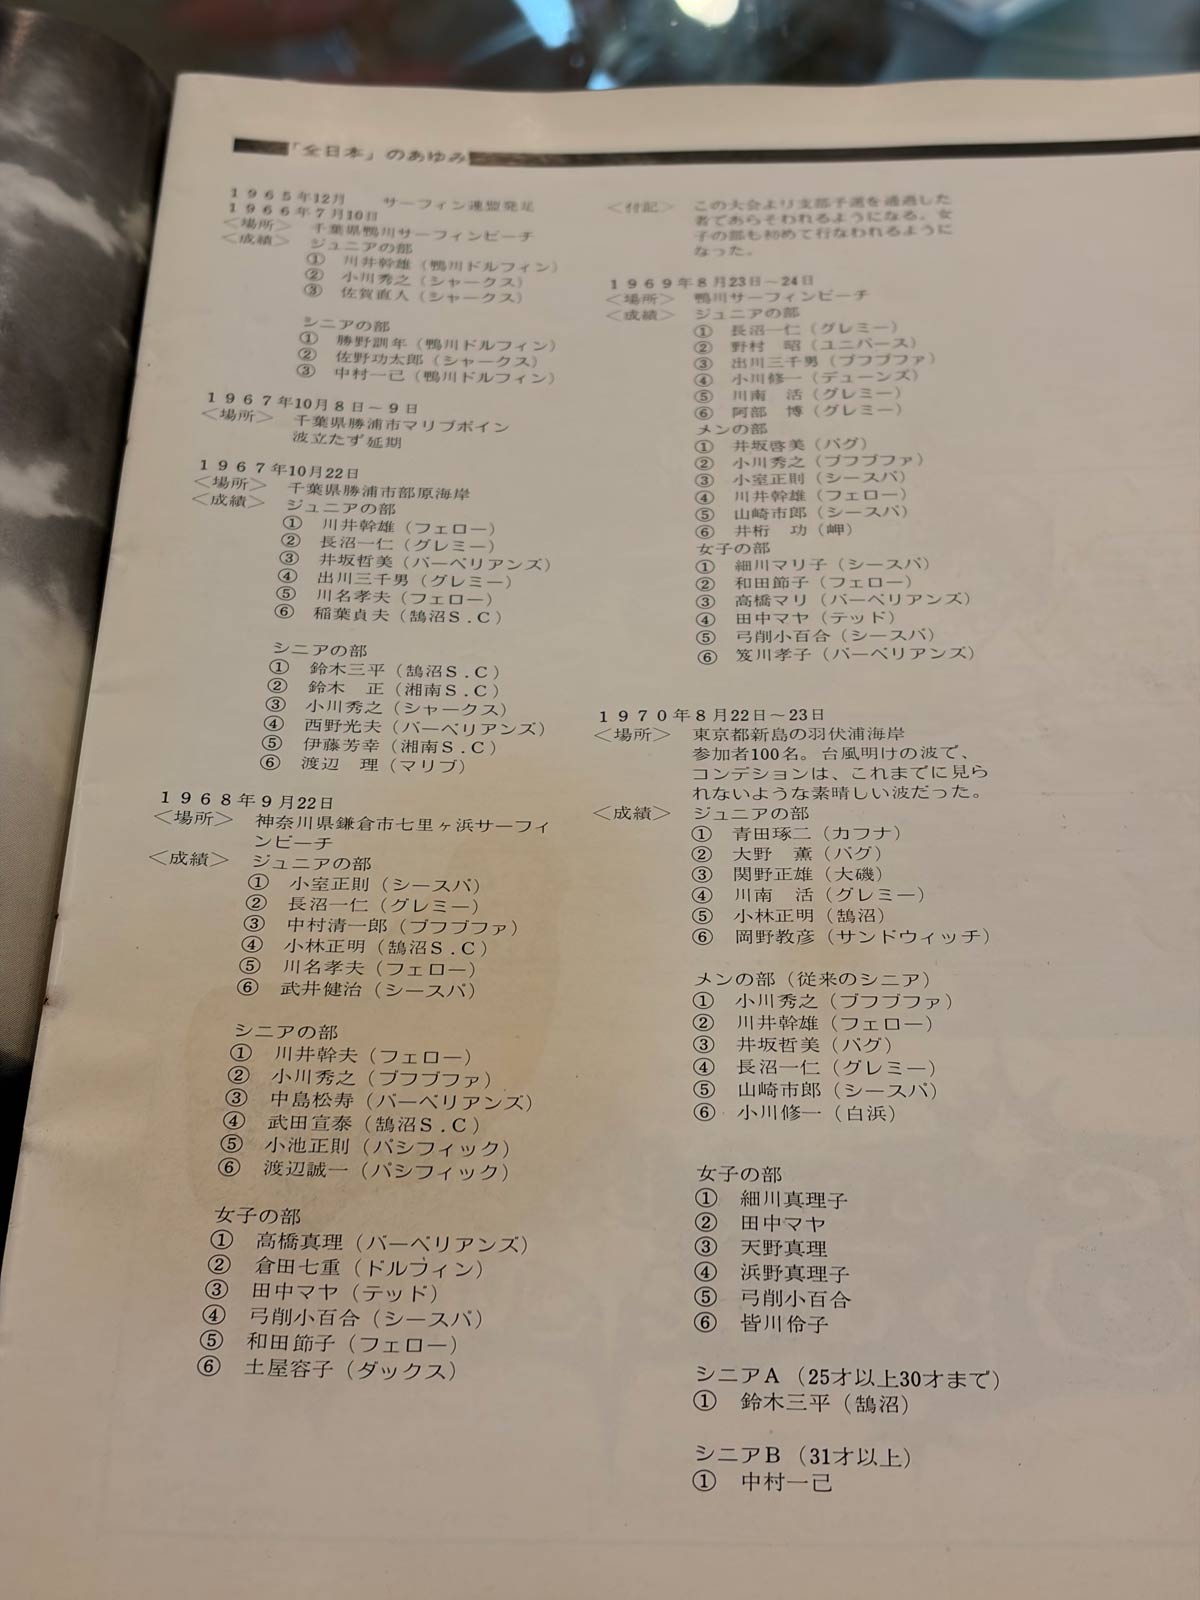 「全日本」のあゆみ
1965年12月 サーフィン連盟発足
1966年7月10日
＜場所＞ 千葉県鴨川サーフィンビーチ
＜成績＞ ジュニアの部
① 川井幹雄（鴨川ドルフィン）
② 小川秀之（シャークス）
③ 佐賀直人（シャークス）
シニアの部
① 勝野訓年（鴨川ドルフィン）
② 佐野功太郎（シャークス）
③ 中村一己（鴨川ドルフィン）
1967年10月8日〜9日
＜場所＞ 千葉県勝浦市マリブポイン
波立たず延期
1967年10月22日
＜場所＞ 千葉県勝浦市部原海岸
＜成績＞ ジュニアの部
① 川井幹雄（フェロー）
② 長沼一仁（グレミー）
③ 井坂哲美（バーベリアンズ）
④ 出川三千男（グレミー）
⑤ 川名孝夫（フェロー）
⑥ 稲葉貞夫（鵠沼S.C）
シニアの部
① 鈴木三平（鵠沼S.C）
② 鈴木　正（湘南S.C）
③ 小川秀之（シャークス）
④ 西野光夫（バーベリアンズ）
⑤ 伊藤芳幸（湘南S.C）
⑥ 渡辺　理（マリブ）
1968年9月22日
＜場所＞ 神奈川県鎌倉市七里ヶ浜サーフィ
ンビーチ
＜成績＞ ジュニアの部
① 小室正則（シースパ）
② 長沼一仁（グレミー）
③ 中村清一郎（ブフブファ）
④ 小林正明（鵠沼S.C）
⑤ 川名孝夫（フェロー）
⑥ 武井健治（シースパ）
シニアの部
① 川井幹夫（フェロー）
② 小川秀之（ブフブファ）
③ 中島松寿（バーベリアンズ）
④ 武田宣泰（鵠沼S.C）
⑤ 小池正則（パシフィック）
⑥ 渡辺誠一（パシフィック）
女子の部
① 高橋真理（バーベリアンズ）
② 倉田七重（ドルフィン）
③ 田中マヤ（テッド）
④ 弓削小百合（シースパ）
⑤ 和田節子（フェロー）
⑥ 土屋容子（ダックス）
＜付記＞ この大会より支部予選を通過した
者であらそわれるようになる。女
子の部も初めて行なわれるように
なった。
1969年8月23日〜24日
＜場所＞ 鴨川サーフィンビーチ
＜成績＞ ジュニアの部
① 長沼一仁（グレミー）
② 野村　昭（ユニバース）
③ 出川三千男（ブフブファ）
④ 小川修一（デューンズ）
⑤ 川南　活（グレミー）
⑥ 阿部　博（グレミー）
メンの部
① 井坂啓美（バグ）
② 小川秀之（ブフブファ）
③ 小室正則（シースパ）
④ 川井幹雄（フェロー）
⑤ 山崎市郎（シースパ）
⑥ 井桁　功（岬）
女子の部
① 細川マリ子（シースパ）
② 和田節子（フェロー）
③ 高橋マリ（バーベリアンズ）
④ 田中マヤ（テッド）
⑤ 弓削小百合（シースパ）
⑥ 笈川孝子（バーベリアンズ）
1970年8月22日〜23日
＜場所＞ 東京都新島の羽伏浦海岸
参加者100名。台風明けの波で、
コンデションは、これまでに見ら
れないような素晴しい波だった。
＜成績＞ ジュニアの部
① 青田琢二（カフナ）
② 大野　薫（バグ）
③ 関野正雄（大磯）
④ 川南　活（グレミー）
⑤ 小林正明（鵠沼）
⑥ 岡野教彦（サンドウィッチ）
メンの部（従来のシニア）
① 小川秀之（ブフブファ）
② 川井幹雄（フェロー）
③ 井坂哲美（バグ）
④ 長沼一仁（グレミー）
⑤ 山崎市郎（シースパ）
⑥ 小川修一（白浜）
女子の部
① 細川真理子
② 田中マヤ
③ 天野真理
④ 浜野真理子
⑤ 弓削小百合
⑥ 皆川伶子
シニアA（25才以上30才まで）
① 鈴木三平（鵠沼）
シニアB（31才以上）
① 中村一己